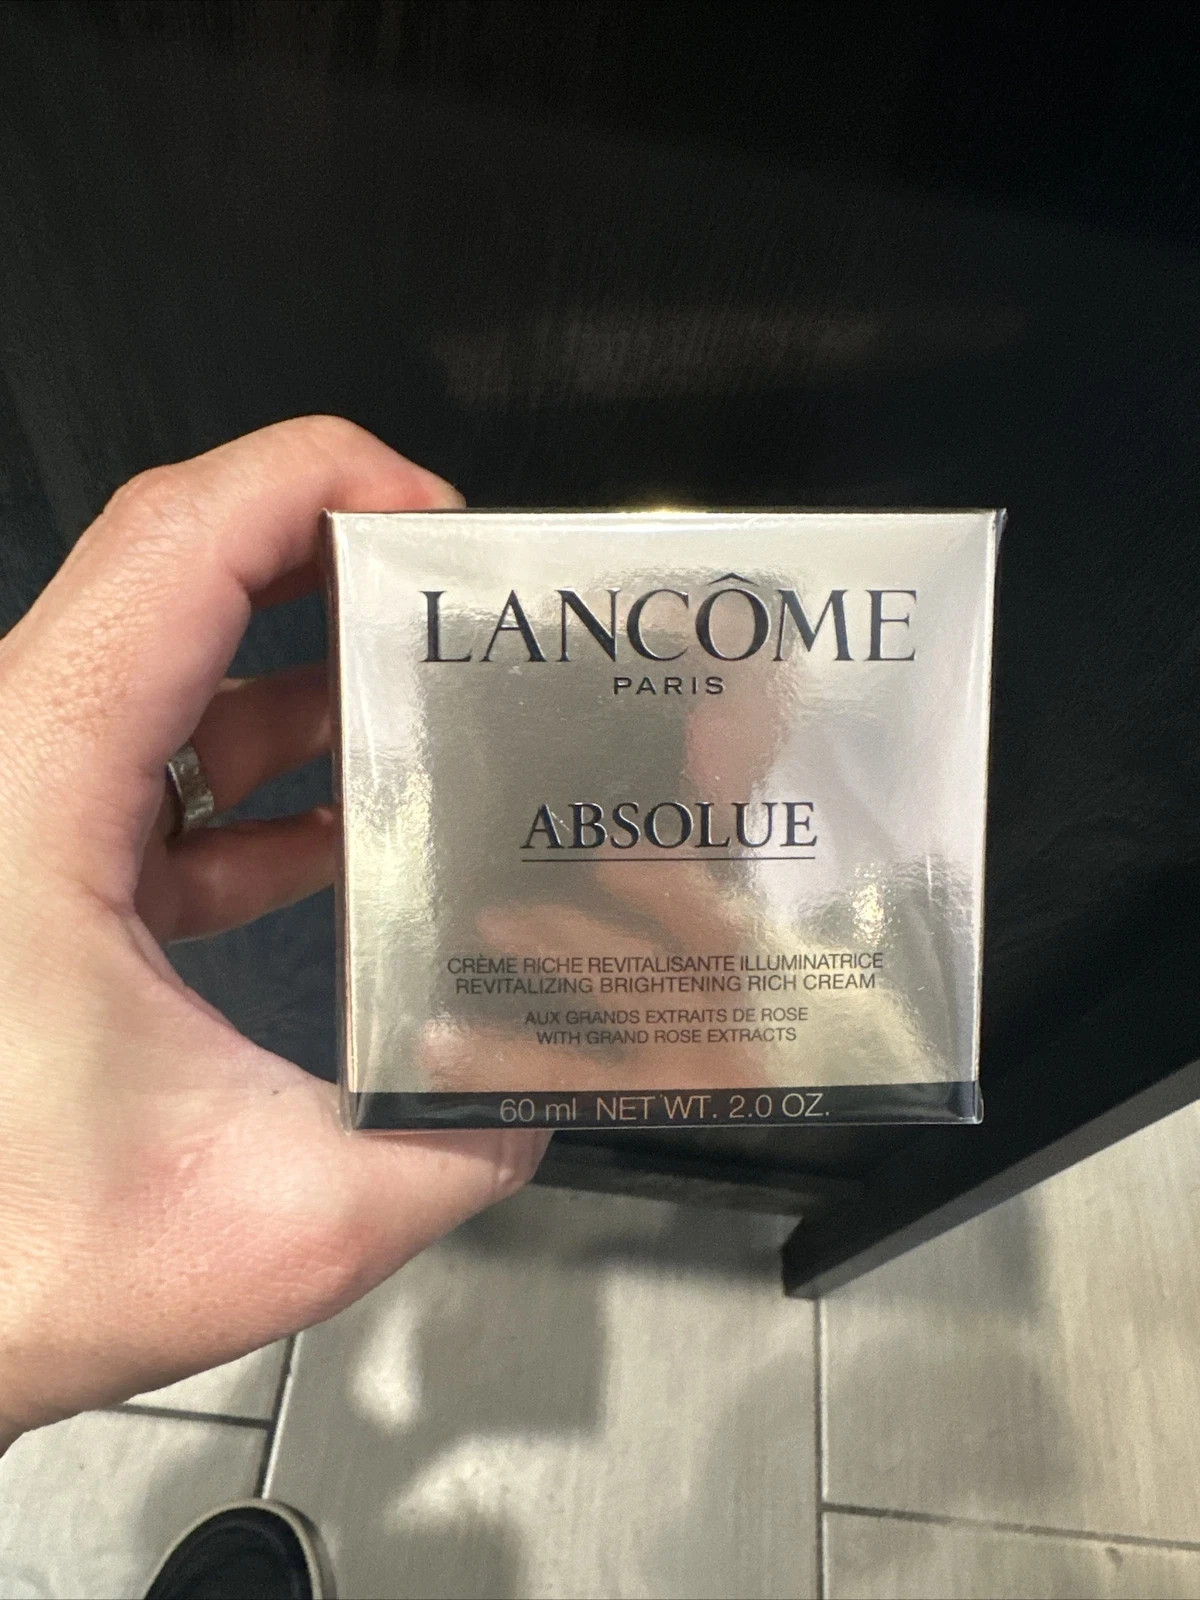 LANCÔME
PARIS
ABSOLUE
CRÈME RICHE REVITALISANTE ILLUMINATRICE
REVITALIZING BRIGHTENING RICH CREAM
AUX GRANDS EXTRAITS DE ROSE
WITH GRAND ROSE EXTRACTS
60 ml NET WT. 2.0 OZ.